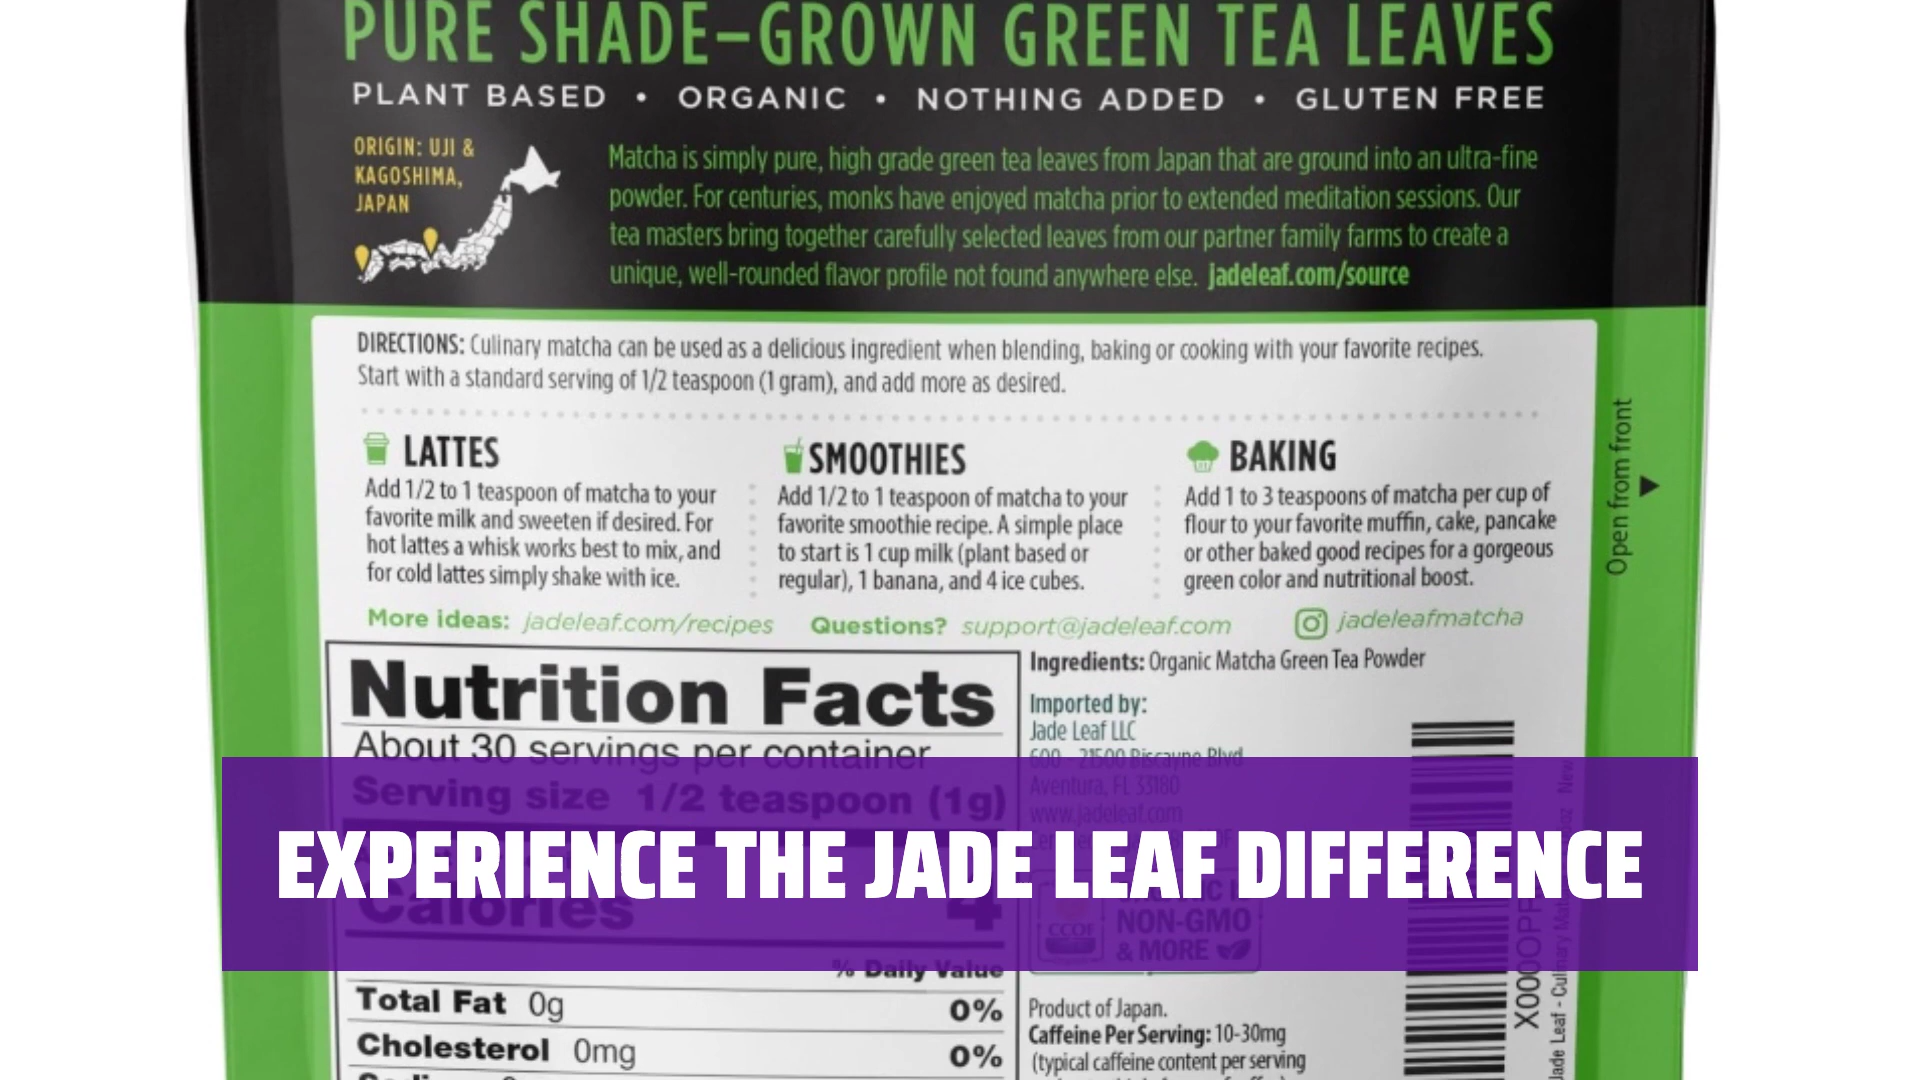 PURE SHADE-GROWN GREEN TEA LEAVES
PLANT BASED • ORGANIC • NOTHING ADDED • GLUTEN FREE
ORIGIN: UJI &
KAGOSHIMA,
JAPAN
Matcha is simply pure, high grade green tea leaves from Japan that are ground into an ultra-fine
powder. For centuries, monks have enjoyed matcha prior to extended meditation sessions. Our
tea masters bring together carefully selected leaves from our partner family farms to create a
unique, well-rounded flavor profile not found anywhere else. jadeleaf.com/source
DIRECTIONS: Culinary matcha can be used as a delicious ingredient when blending, baking or cooking with your favorite recipes.
Start with a standard serving of 1/2 teaspoon (1 gram), and add more as desired.
LATTES
Add 1/2 to 1 teaspoon of matcha to your
favorite milk and sweeten if desired. For
hot lattes a whisk works best to mix, and
for cold lattes simply shake with ice.
SMOOTHIES
Add 1/2 to 1 teaspoon of matcha to your
favorite smoothie recipe. A simple place
to start is 1 cup milk (plant based or
regular), 1 banana, and 4 ice cubes.
BAKING
Add 1 to 3 teaspoons of matcha per cup of
flour to your favorite muffin, cake, pancake
or other baked good recipes for a gorgeous
green color and nutritional boost.
Open from front
More ideas: jadeleaf.com/recipes Questions? support@jadeleaf.com jadeleafmatcha
Nutrition Facts
About 30 servings per container
Serving size 1/2 teaspoon (1g)
Calories 4
% Daily Value
Total Fat 0g 0%
Cholesterol 0mg 0%
Ingredients: Organic Matcha Green Tea Powder
Imported by:
Jade Leaf LLC
600 - 21500 Biscayne Blvd
Aventura, FL 33180
www.jadeleaf.com
CCOF
NON-GMO
& MORE
Product of Japan.
Caffeine Per Serving: 10-30mg
(typical caffeine content per serving
Jade Leaf - Culinary
New
EXPERIENCE THE JADE LEAF DIFFERENCE